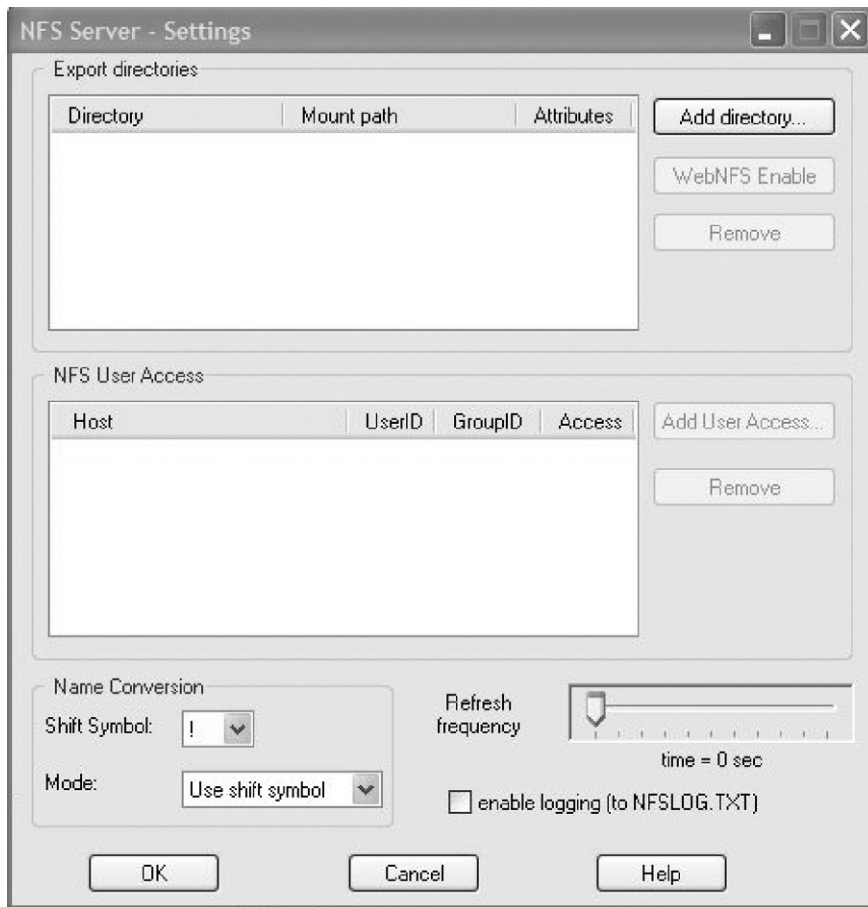 NFS Server - Settings
Export directories
Directory Mount path Attributes
Add directory...
WebNFS Enable
Remove
NFS User Access
Host UserID GroupID Access
Add User Access...
Remove
Name Conversion
Shift Symbol: !
Mode: Use shift symbol
Refresh
frequency
time = 0 sec
enable logging (to NFSLOG.TXT)
OK Cancel Help